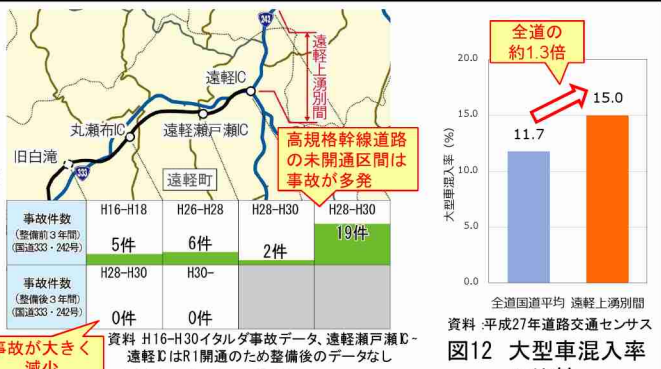 242
遠軽上湧別間
遠軽IC
丸瀬布IC
遠軽瀬戸瀬IC
旧白滝
333
遠軽町
高規格幹線道路
の未開通区間は
事故が多発
事故件数
(整備前3年間)
(国道333・242号)
H16-H18
H26-H28
H28-H30
H28-H30
5件
6件
2件
19件
事故件数
(整備後3年間)
(国道333・242号)
H28-H30
H30-
0件
0件
事故が大きく
減少
資料 H16-H30イタルダ事故データ、遠軽瀬戸瀬IC~
遠軽ICはR1開通のため整備後のデータなし
全道の
約1.3倍
20.0
15.0
10.0
5.0
0.0
大型車混入率 (%)
11.7
15.0
全道国道平均 遠軽上湧別間
資料:平成27年道路交通センサス
図12 大型車混入率